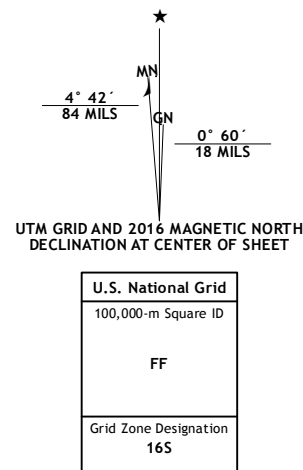 ★
MN
GN
4° 42´
84 MILS
0° 60´
18 MILS
UTM GRID AND 2016 MAGNETIC NORTH
DECLINATION AT CENTER OF SHEET
U.S. National Grid
100,000-m Square ID
FF
Grid Zone Designation
16S